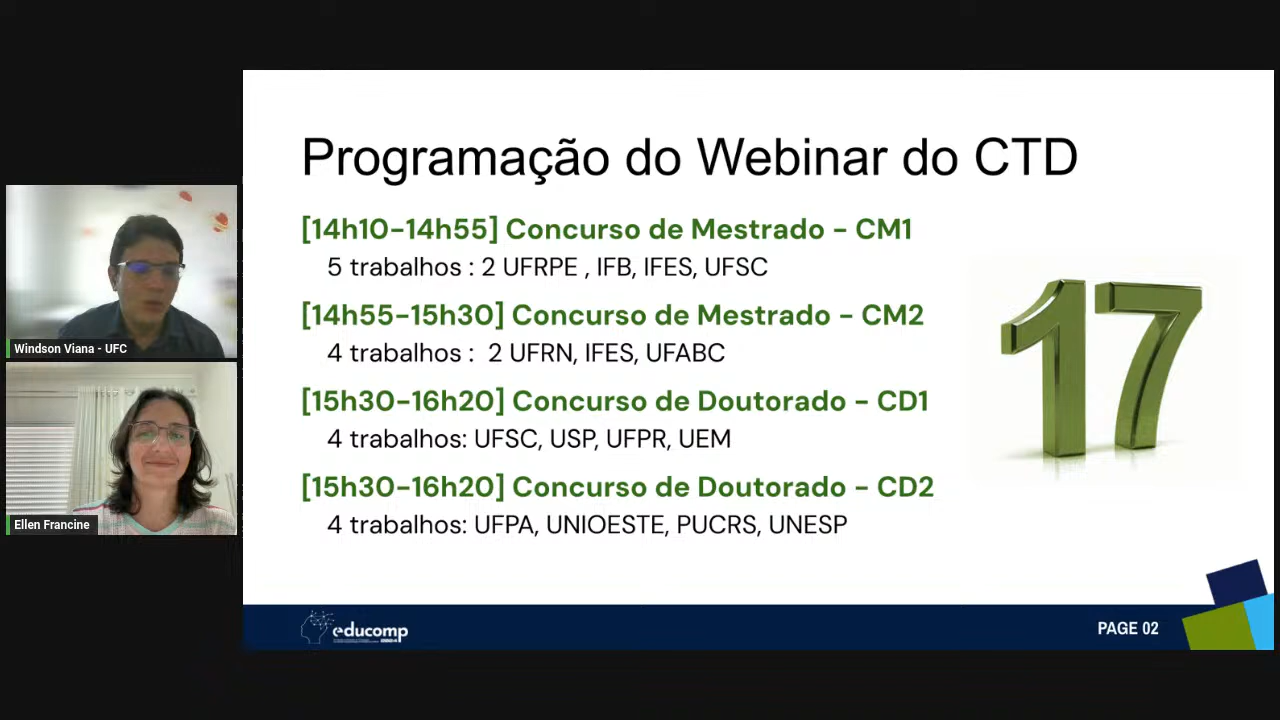 Programação do Webinar do CTD
[14h10-14h55] Concurso de Mestrado - CM1
5 trabalhos : 2 UFRPE , IFB, IFES, UFSC
[14h55-15h30] Concurso de Mestrado - CM2
4 trabalhos :  2 UFRN, IFES, UFABC
[15h30-16h20] Concurso de Doutorado - CD1
4 trabalhos: UFSC, USP, UFPR, UEM
[15h30-16h20] Concurso de Doutorado - CD2
4 trabalhos: UFPA, UNIOESTE, PUCRS, UNESP
17
Windson Viana - UFC
Ellen Francine
educomp
PAGE 02